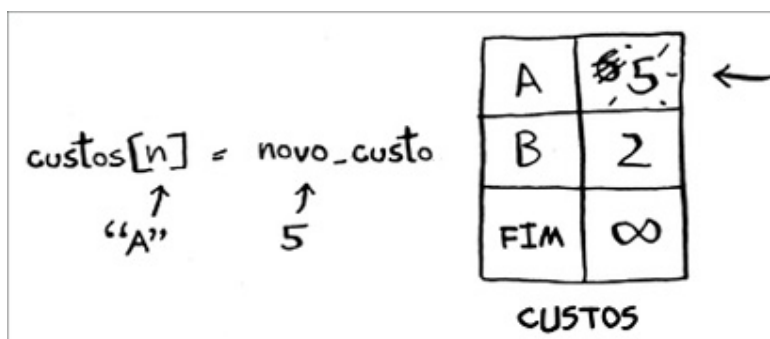 custos[n] = novo_custo
“A” 5
A 5
B 2
FIM ∞
CUSTOS